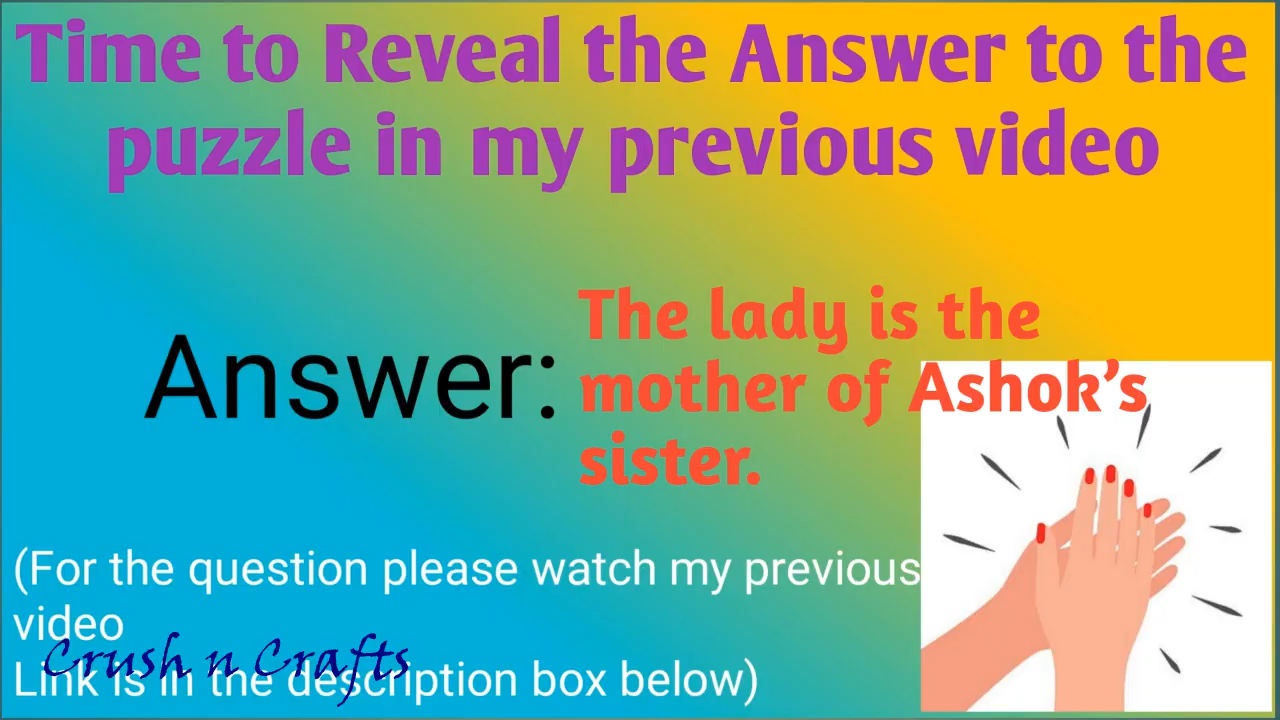 Time to Reveal the Answer to the
puzzle in my previous video
Answer:
The lady is the
mother of Ashok’s
sister.
(For the question please watch my previous
video
Link is in the description box below)
Crush n Crafts